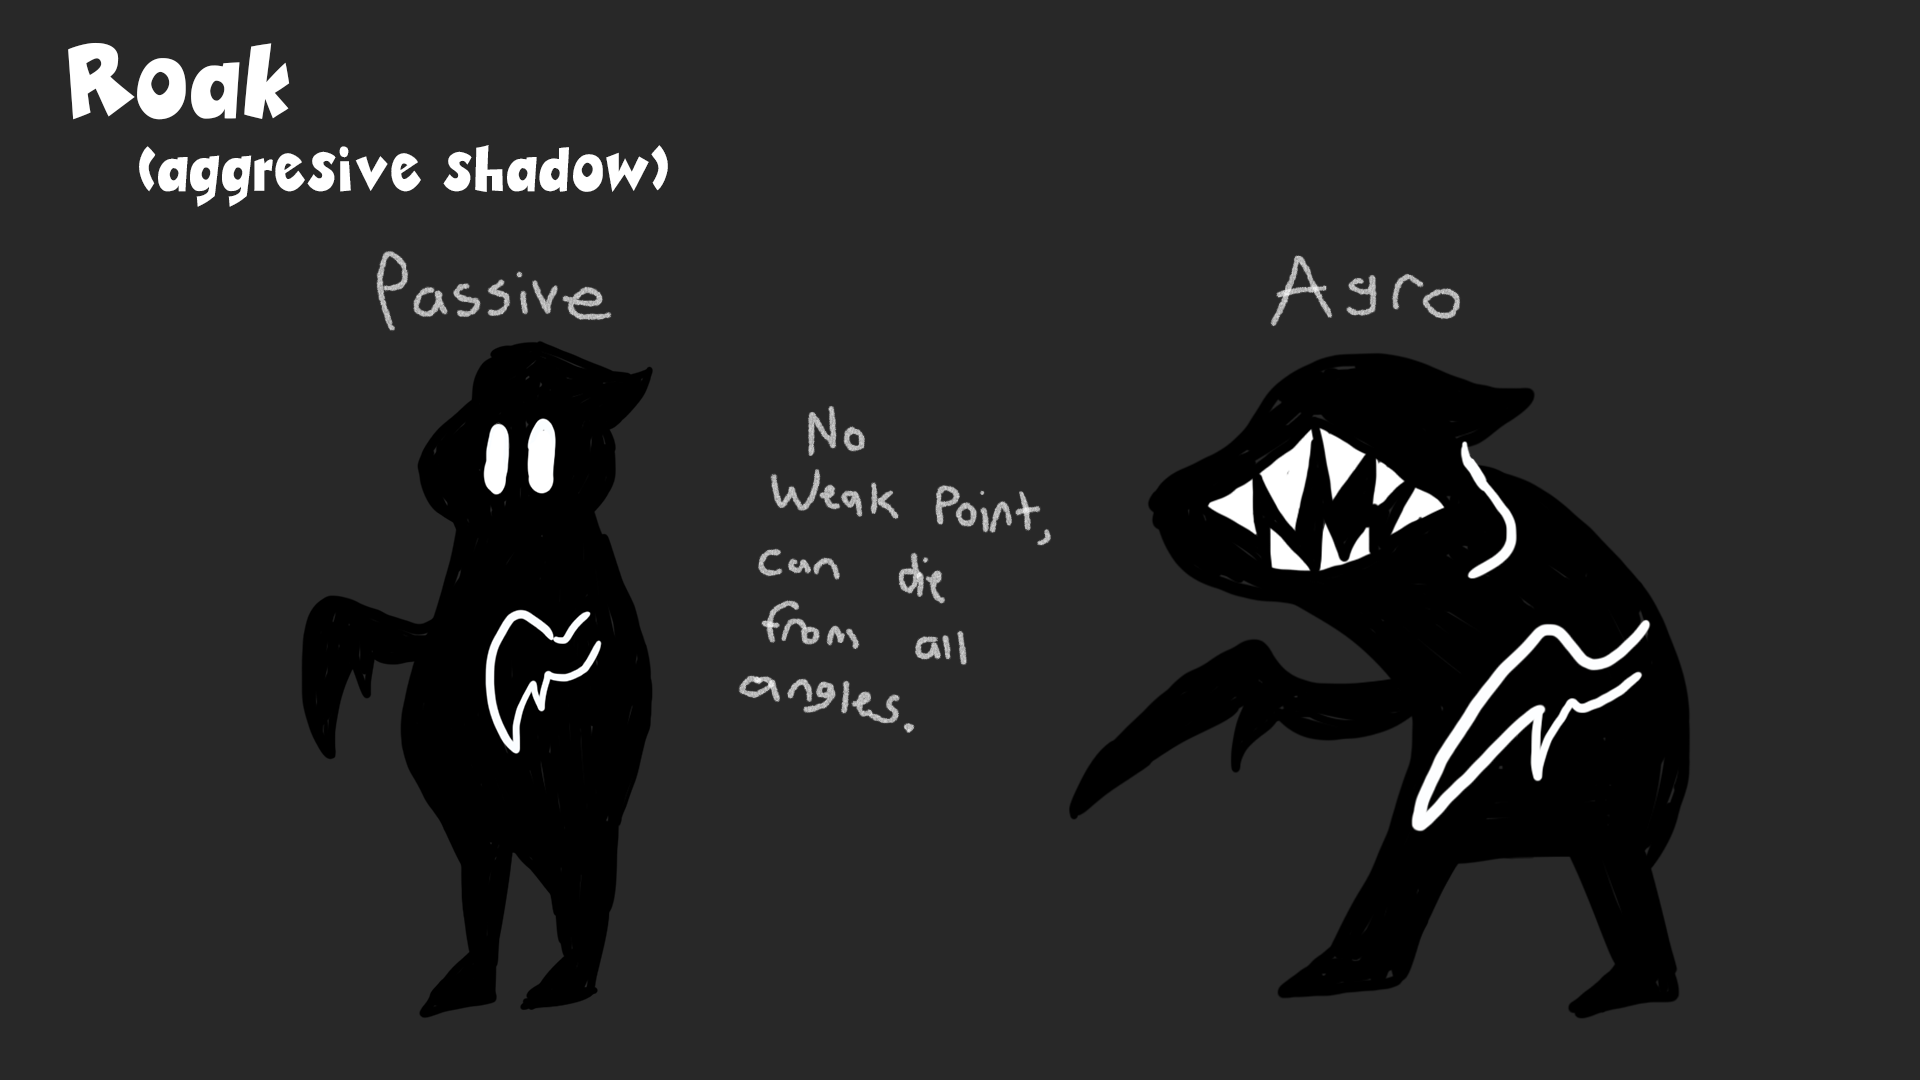 Roak
(aggresive shadow)
Passive
Agro
No
Weak Point,
can die
from all
angles.